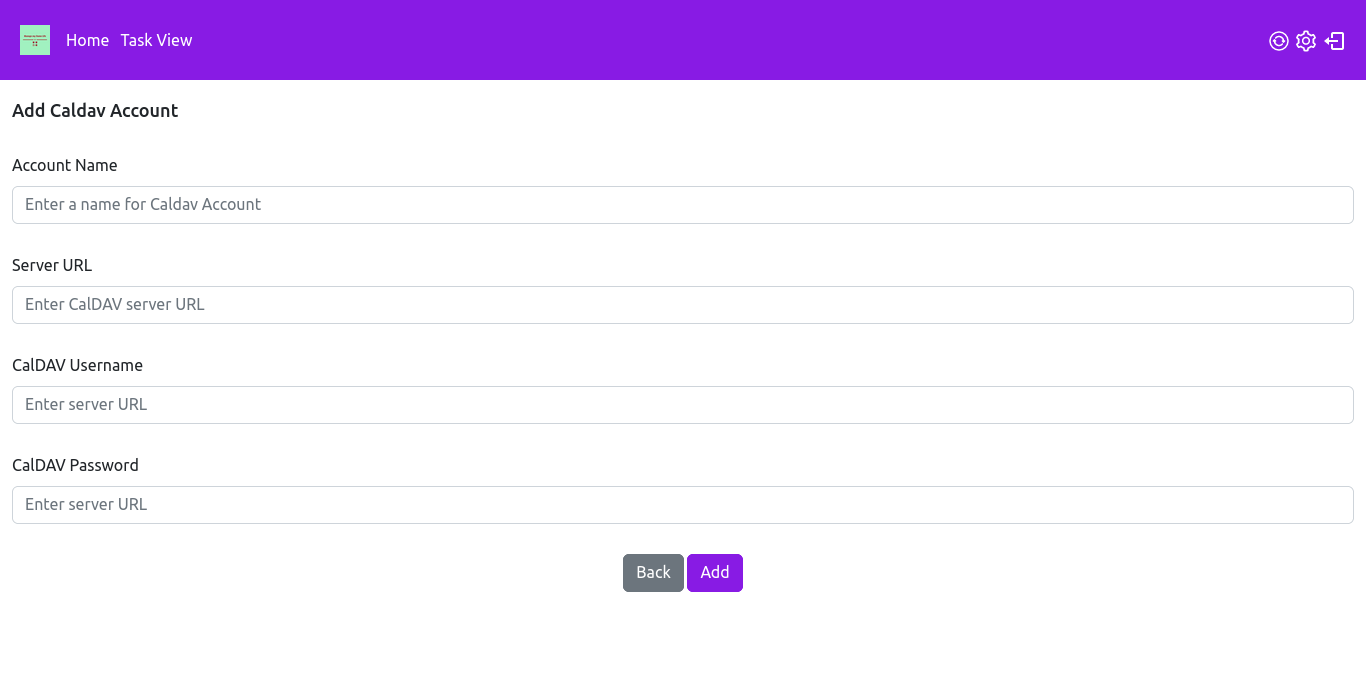 Home Task View
Add Caldav Account
Account Name
Enter a name for Caldav Account
Server URL
Enter CalDAV server URL
CalDAV Username
Enter server URL
CalDAV Password
Enter server URL
Back Add